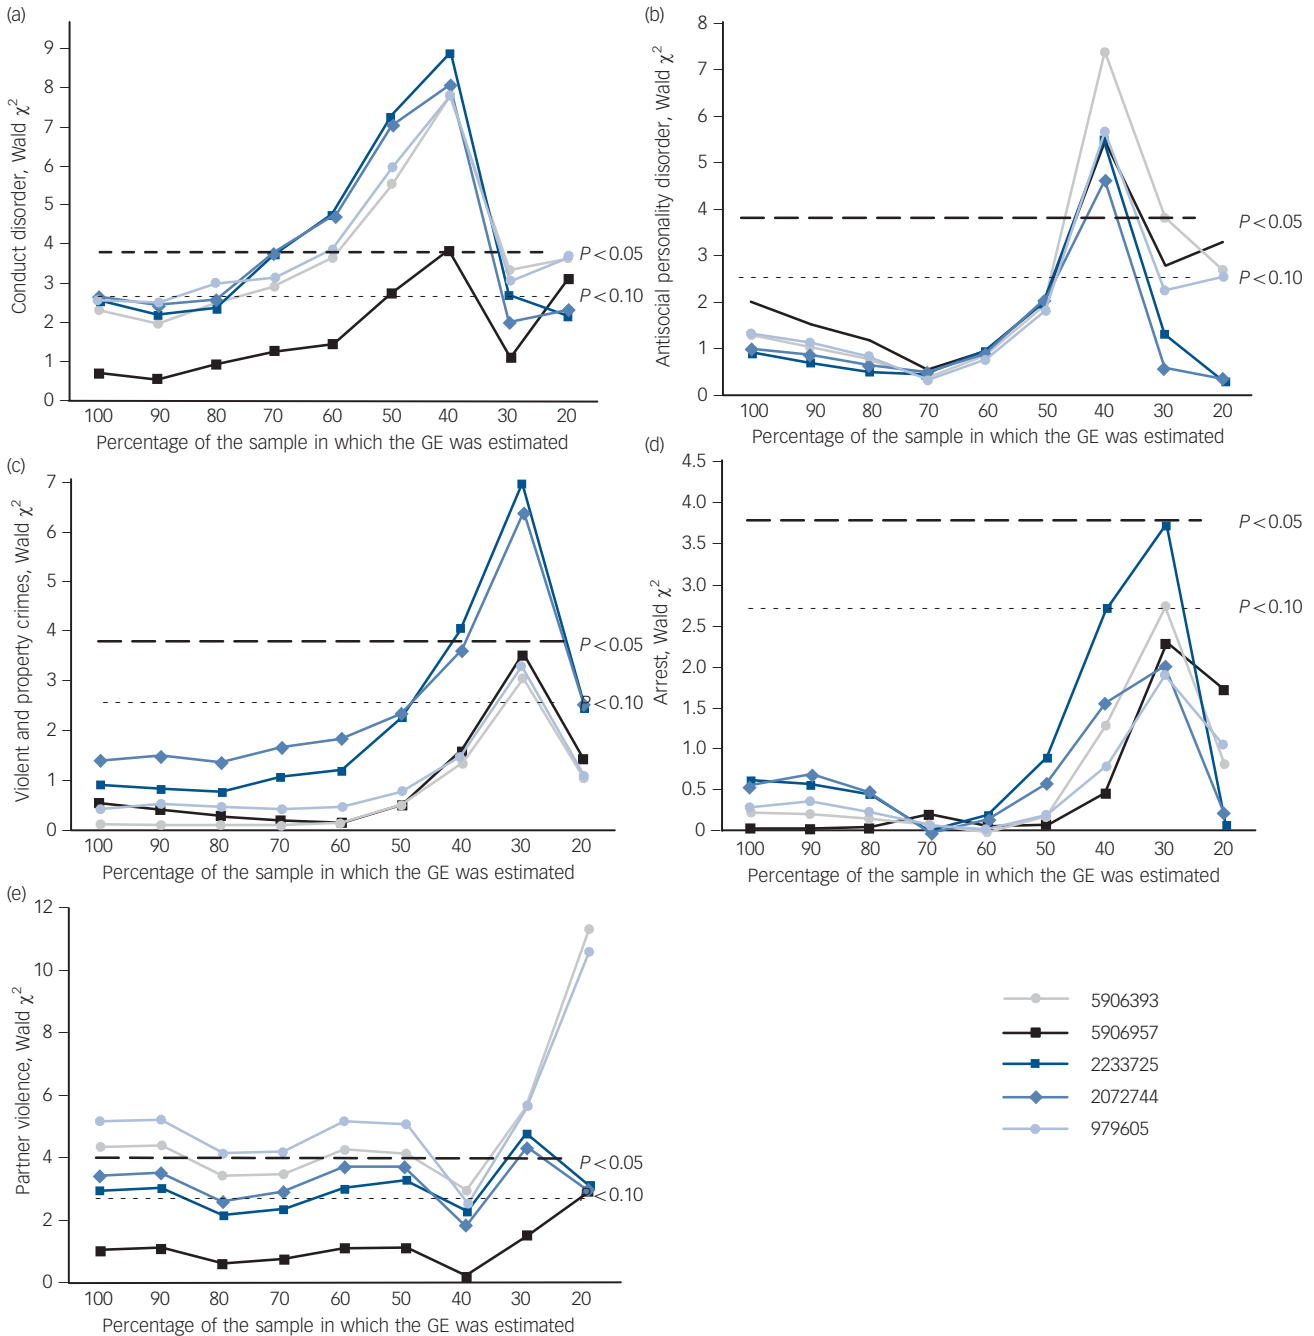 (a)
9
8
7
6
5
4
3
2
1
0
Conduct disorder, Wald χ²
P<0.05
P<0.10
100 90 80 70 60 50 40 30 20
Percentage of the sample in which the GE was estimated
(b)
8
7
6
5
4
3
2
1
0
Antisocial personality disorder, Wald χ²
P<0.05
P<0.10
100 90 80 70 60 50 40 30 20
Percentage of the sample in which the GE was estimated
(c)
7
6
5
4
3
2
1
0
Violent and property crimes, Wald χ²
P<0.05
P<0.10
100 90 80 70 60 50 40 30 20
Percentage of the sample in which the GE was estimated
(d)
4.5
4.0
3.5
3.0
2.5
2.0
1.5
1.0
0.5
0
Arrest, Wald χ²
P<0.05
P<0.10
100 90 80 70 60 50 40 30 20
Percentage of the sample in which the GE was estimated
(e)
12
10
8
6
4
2
0
Partner violence, Wald χ²
P<0.05
P<0.10
100 90 80 70 60 50 40 30 20
Percentage of the sample in which the GE was estimated
5906393
5906957
2233725
2072744
979605